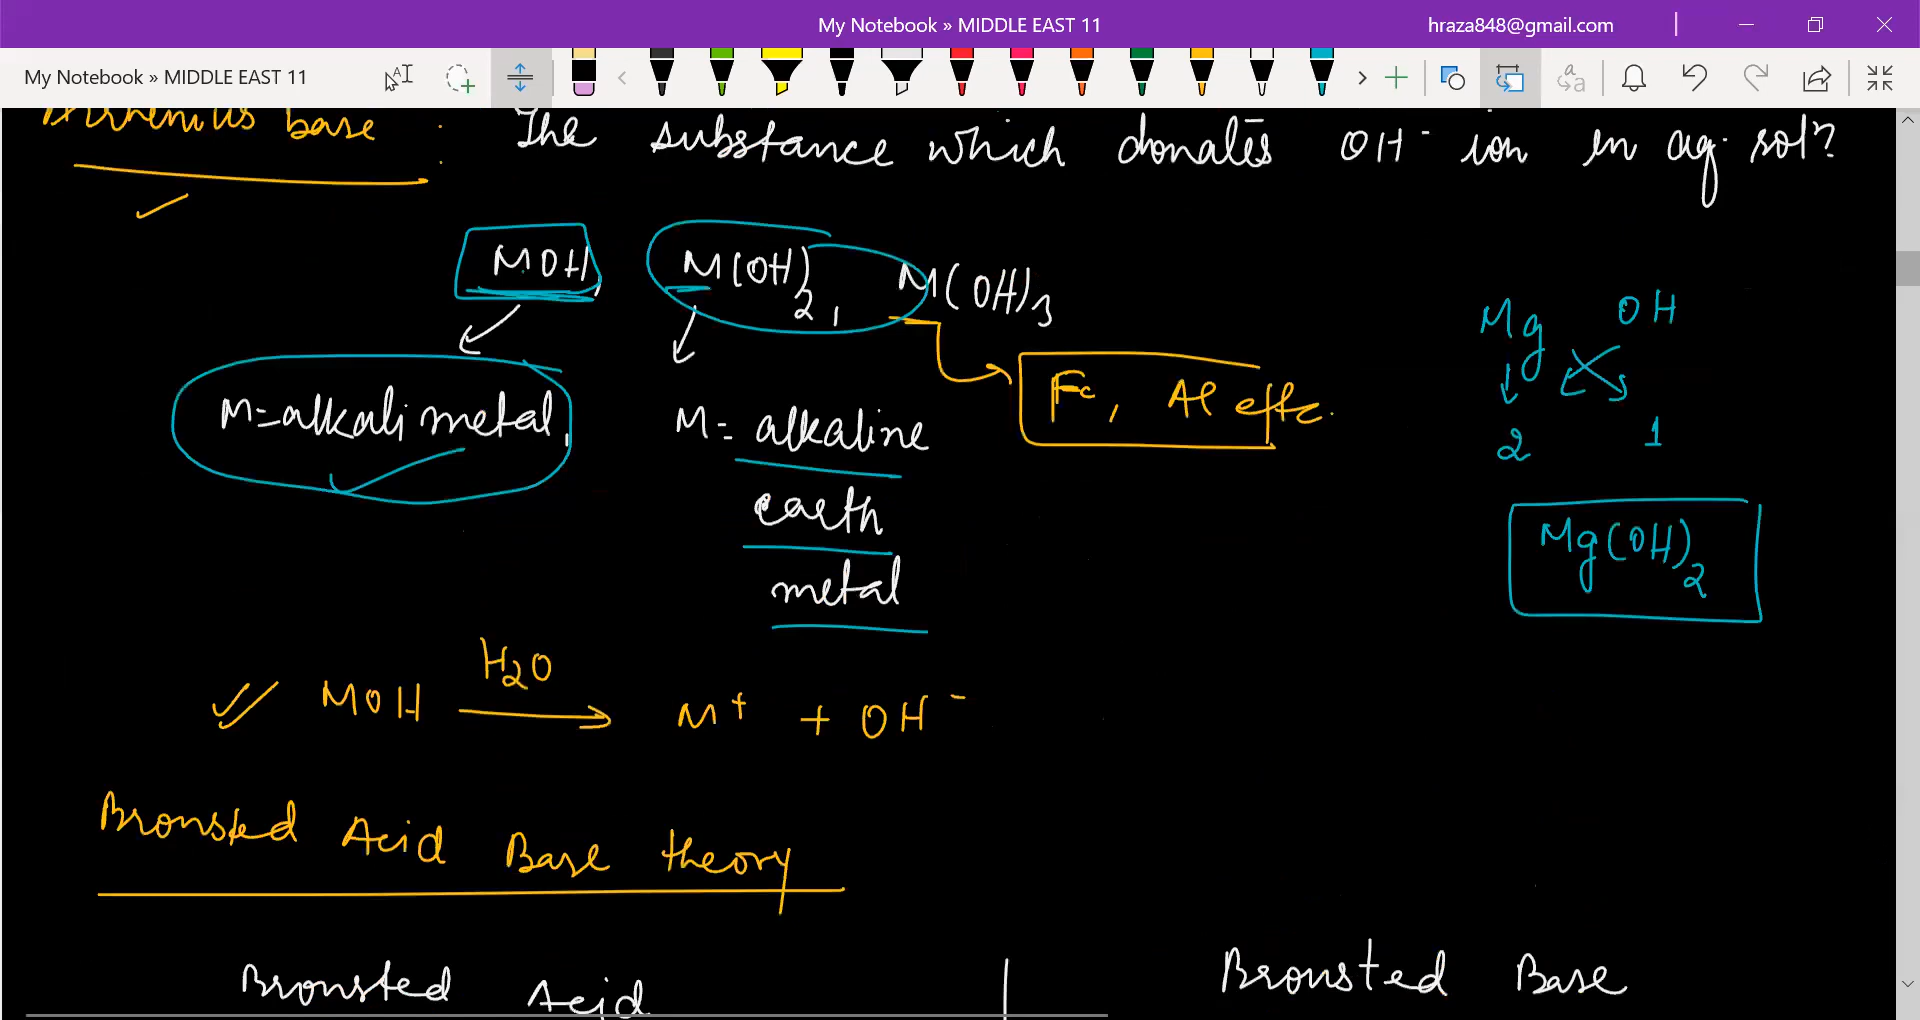 My Notebook » MIDDLE EAST 11
hraza848@gmail.com
My Notebook » MIDDLE EAST 11
Arrhenius base : The substance which donates OH⁻ ion in aq. solⁿ
MOH, M(OH)₂, M(OH)₃
Mg OH
2 1
Mg(OH)₂
M=alkali metal,
M= alkaline
earth
metal
Fe, Al etc.
MOH H₂O → M⁺ + OH⁻
Bronsted Acid Base theory
Bronsted Acid
Bronsted Base